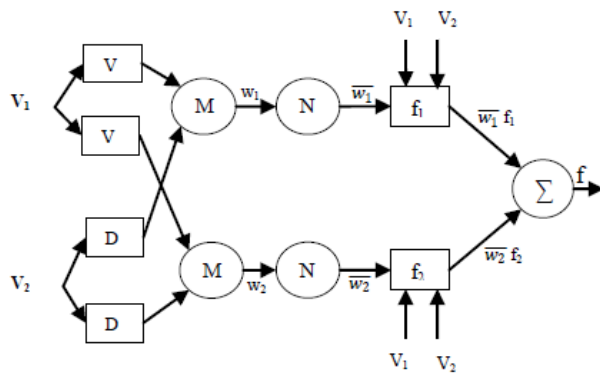 V₁ V₂
V
V₁
M w₁ N w̅₁ f₁
w̅₁ f₁
V
Σ f
D
w̅₂ f₂
V₂
M w₂ N w̅₂ f₂
D
V₁ V₂